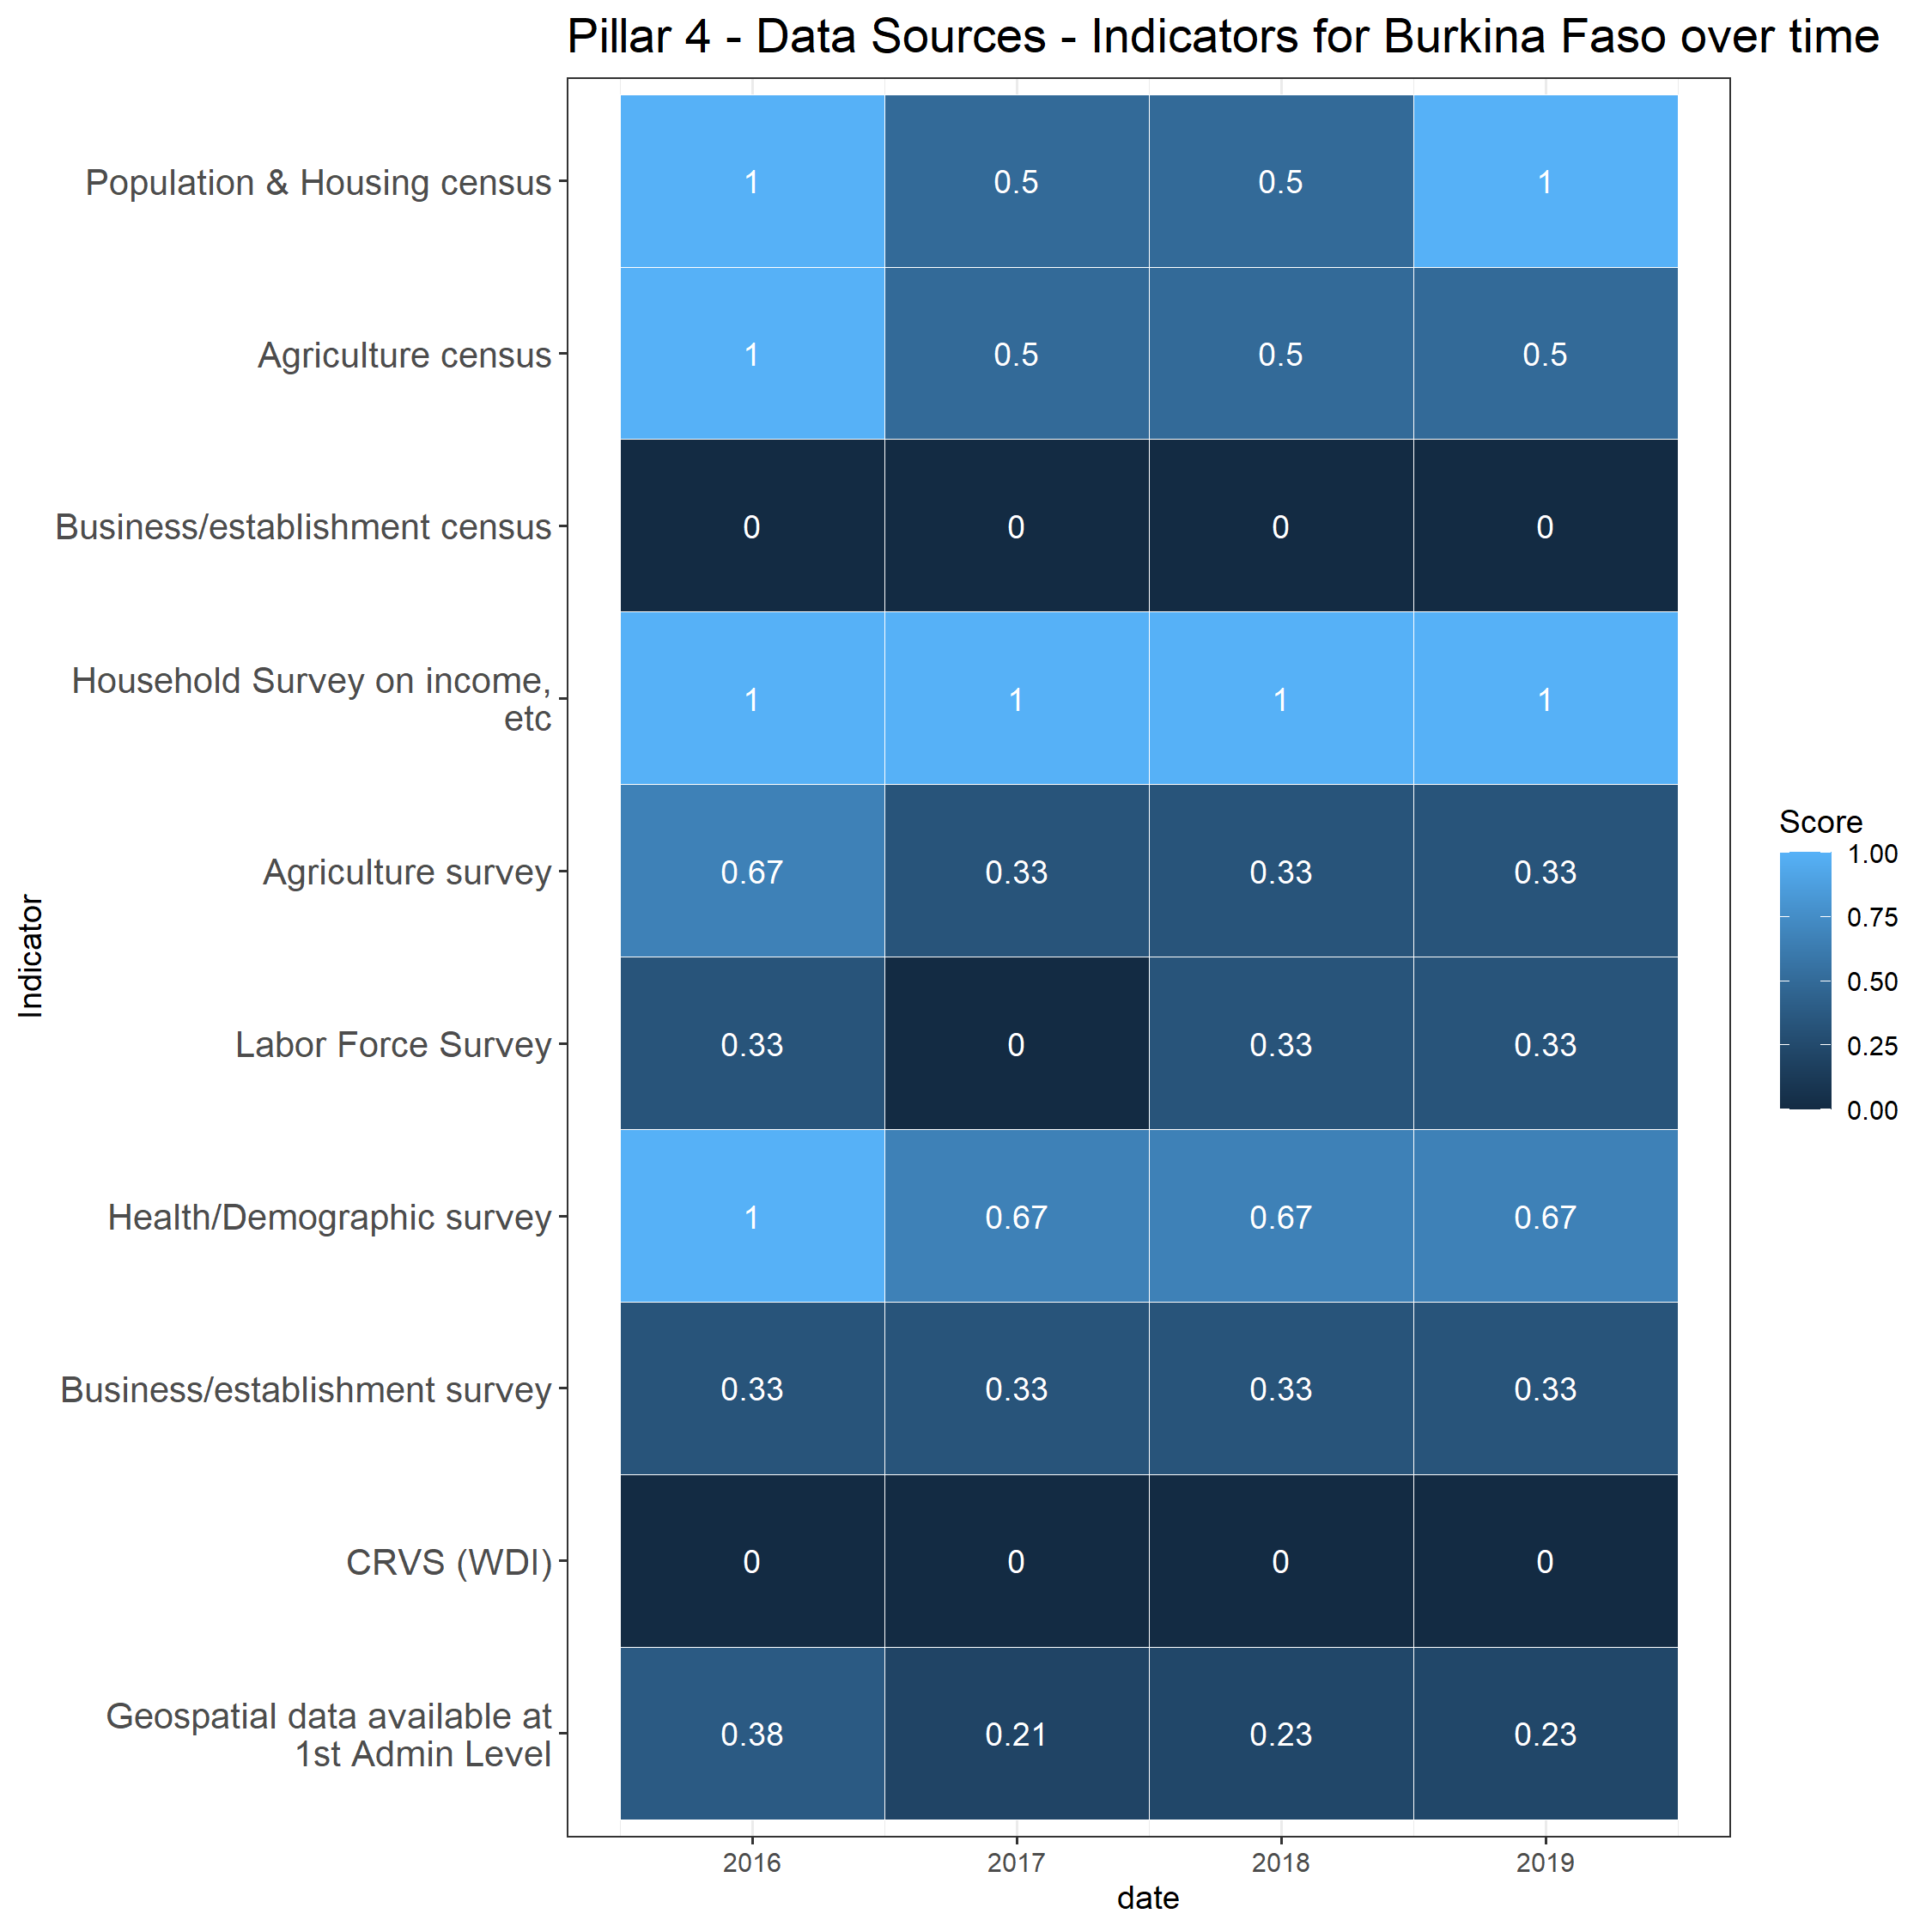 Pillar 4 - Data Sources - Indicators for Burkina Faso over time
Population & Housing census
1 0.5 0.5 1
Agriculture census
1 0.5 0.5 0.5
Business/establishment census
0 0 0 0
Household Survey on income,
etc
1 1 1 1
Agriculture survey
0.67 0.33 0.33 0.33
Labor Force Survey
0.33 0 0.33 0.33
Health/Demographic survey
1 0.67 0.67 0.67
Business/establishment survey
0.33 0.33 0.33 0.33
CRVS (WDI)
0 0 0 0
Geospatial data available at
1st Admin Level
0.38 0.21 0.23 0.23
2016 2017 2018 2019
date
Indicator
Score
1.00
0.75
0.50
0.25
0.00